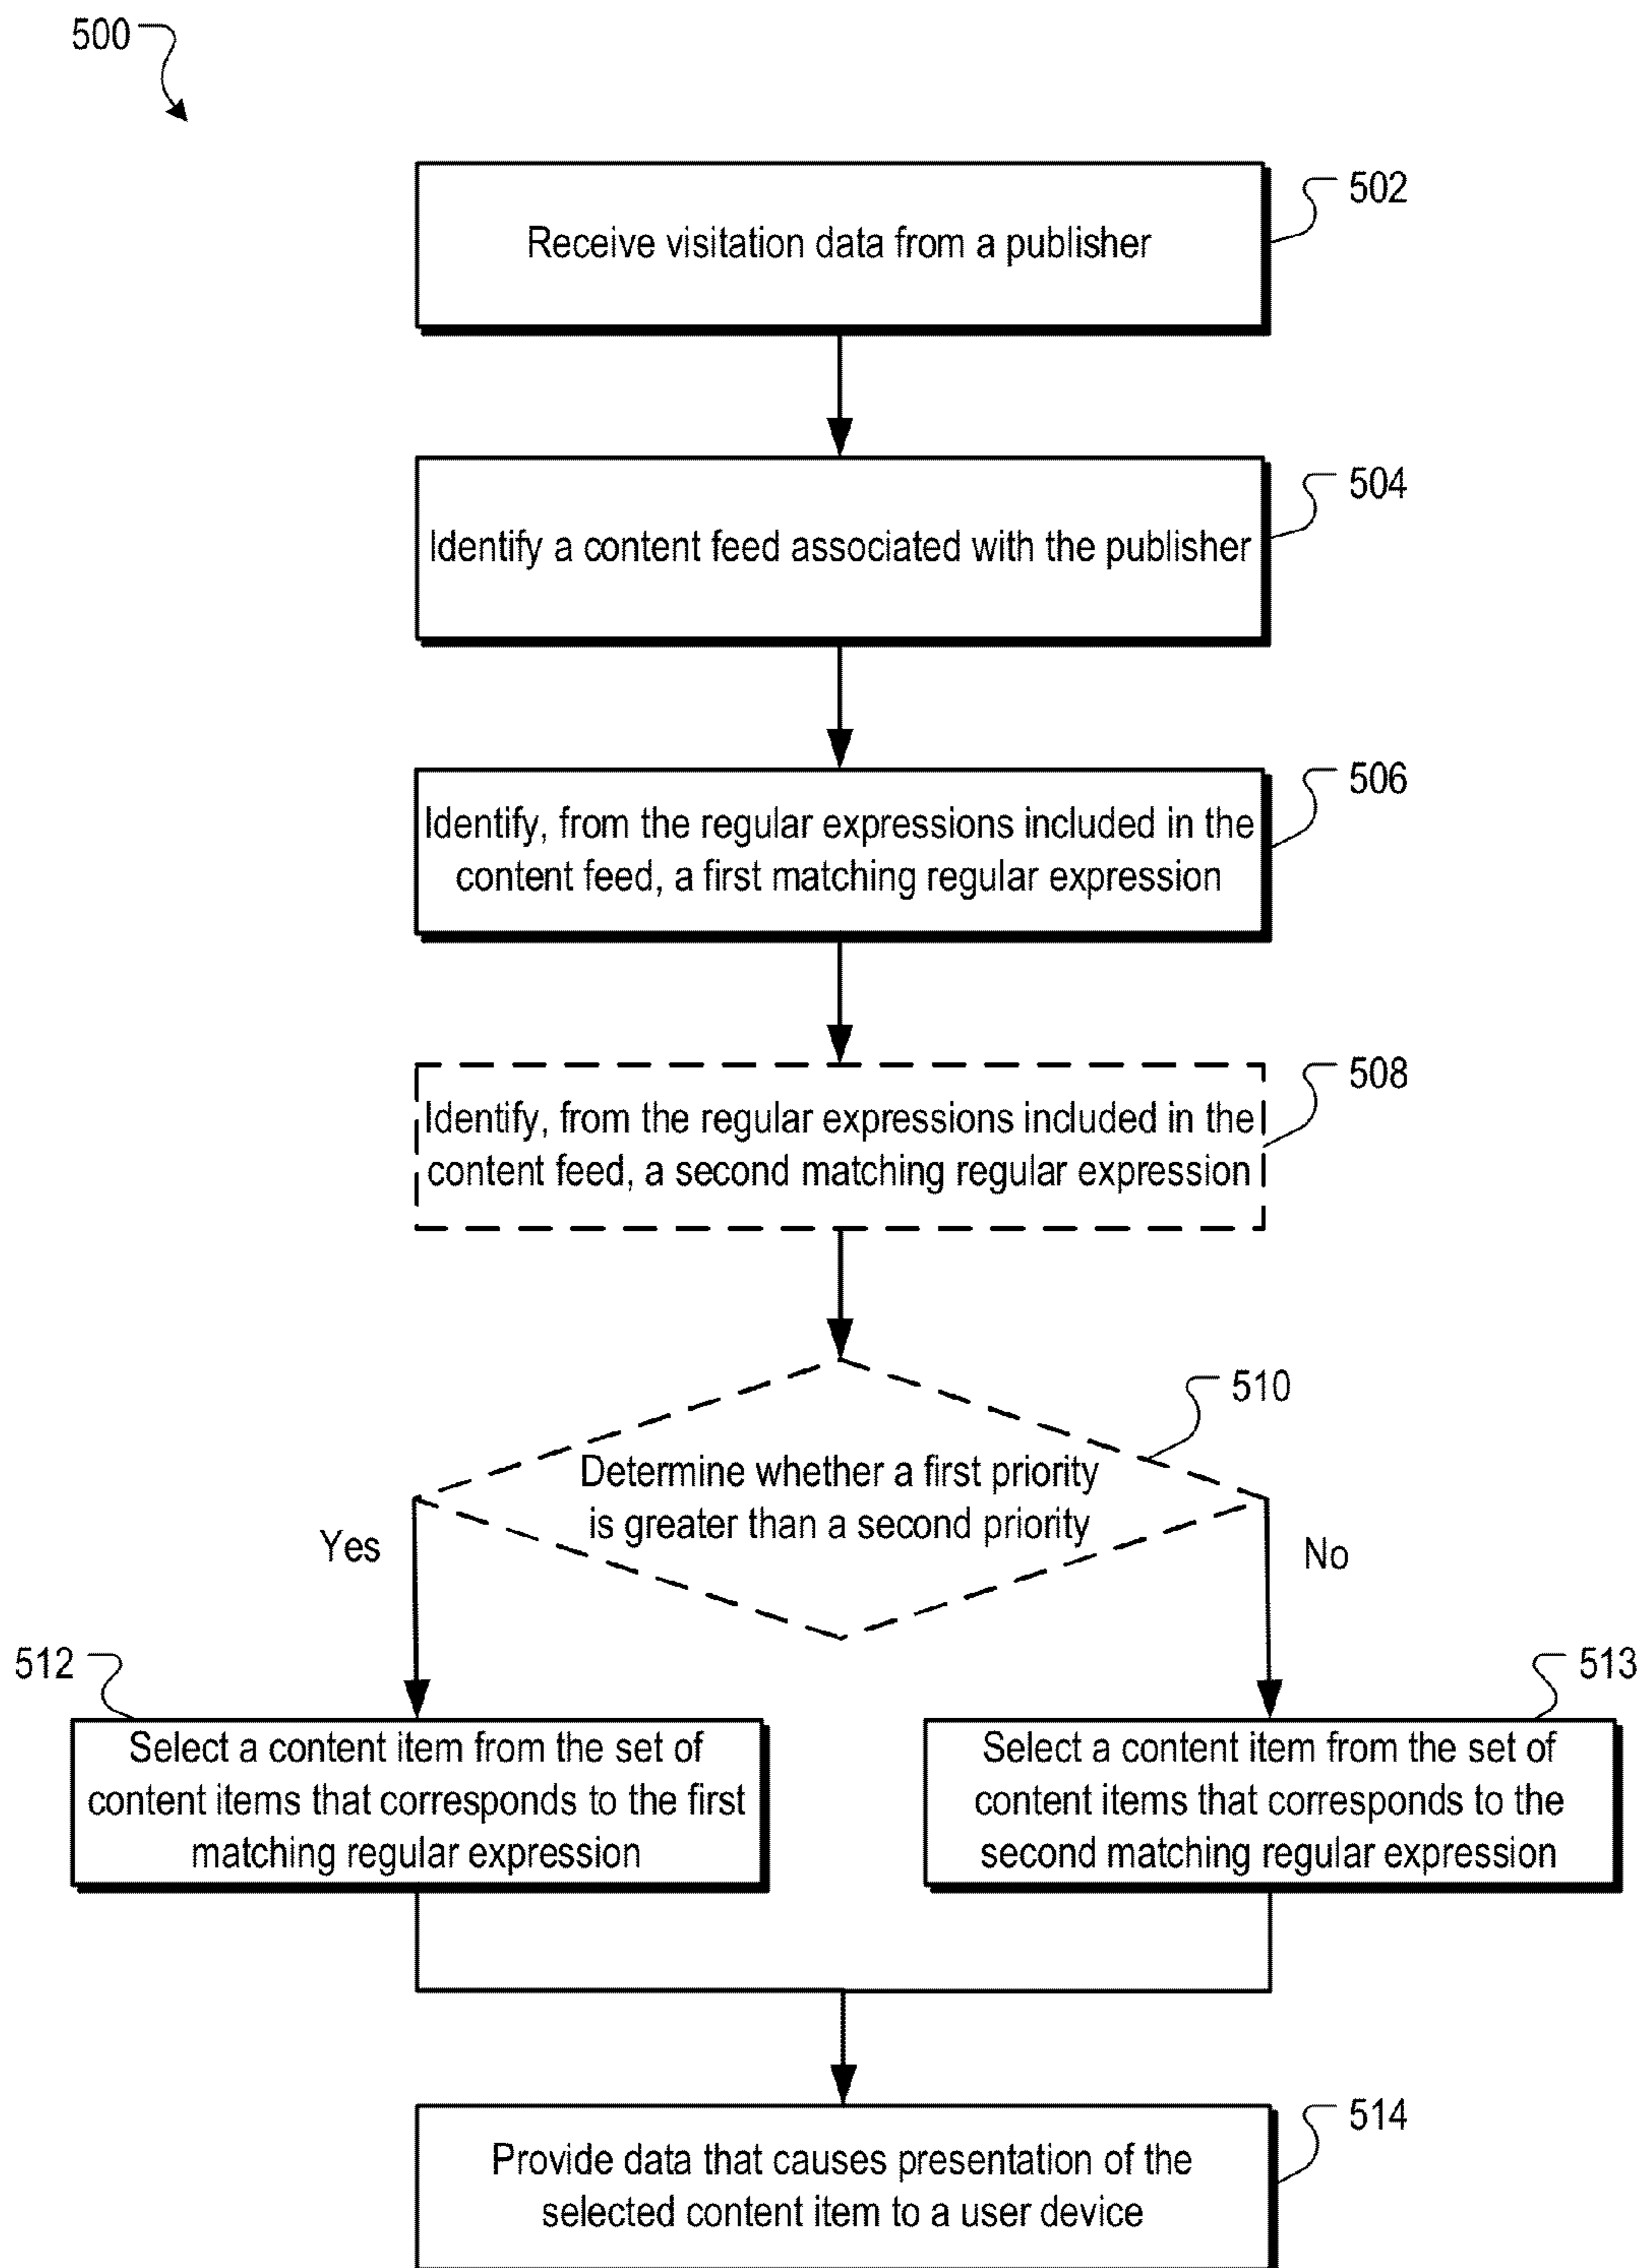 500
Receive visitation data from a publisher
502
Identify a content feed associated with the publisher
504
Identify, from the regular expressions included in the
content feed, a first matching regular expression
506
Identify, from the regular expressions included in the
content feed, a second matching regular expression
508
Determine whether a first priority
is greater than a second priority
510
Yes
No
512
Select a content item from the set of
content items that corresponds to the first
matching regular expression
513
Select a content item from the set of
content items that corresponds to the
second matching regular expression
514
Provide data that causes presentation of the
selected content item to a user device